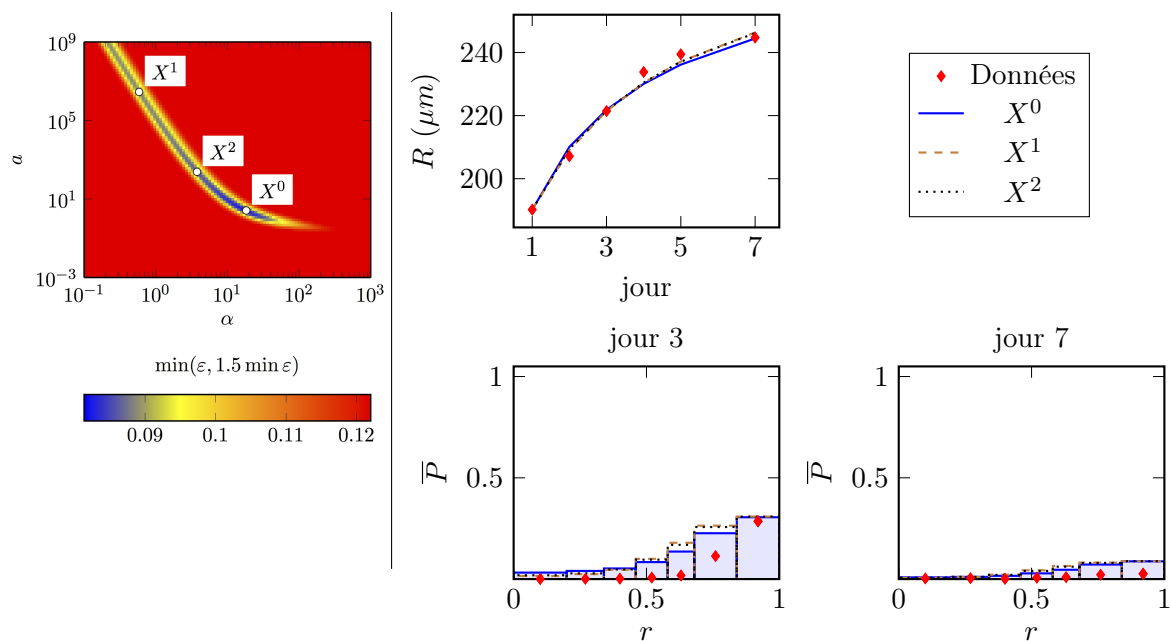 10^9
10^5
10^1
10^−3
a
X^1
X^2
X^0
10^−1 10^0 10^1 10^2 10^3
α
min(ε, 1.5 min ε)
0.09 0.1 0.11 0.12
240
220
200
R (μm)
1 3 5 7
jour
Données
X^0
X^1
X^2
jour 3
1
0.5
P̅
0 0.5 1
r
jour 7
1
0.5
P̅
0 0.5 1
r